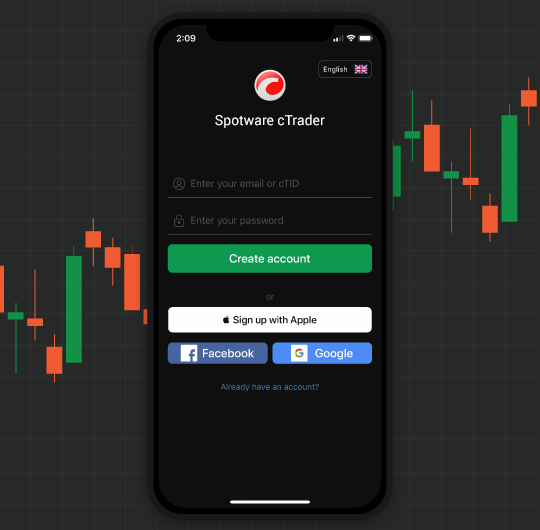 2:09
English
Spotware cTrader
Enter your email or cTID
Enter your password
Create account
or
Sign up with Apple
Facebook
Google
Already have an account?